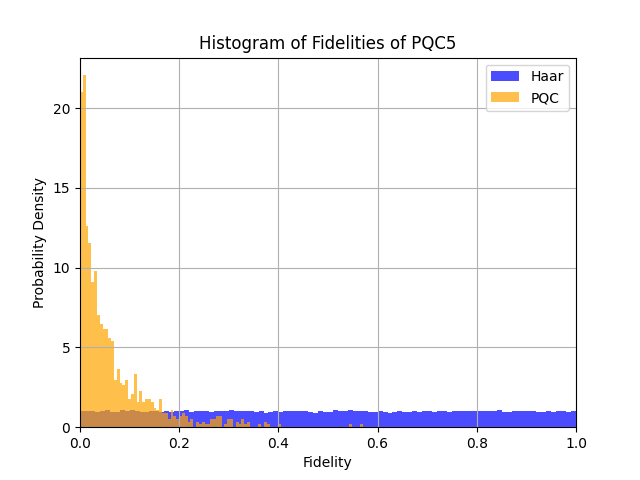 Histogram of Fidelities of PQC5
Haar
PQC
20
15
10
5
0
Probability Density
0.0 0.2 0.4 0.6 0.8 1.0
Fidelity